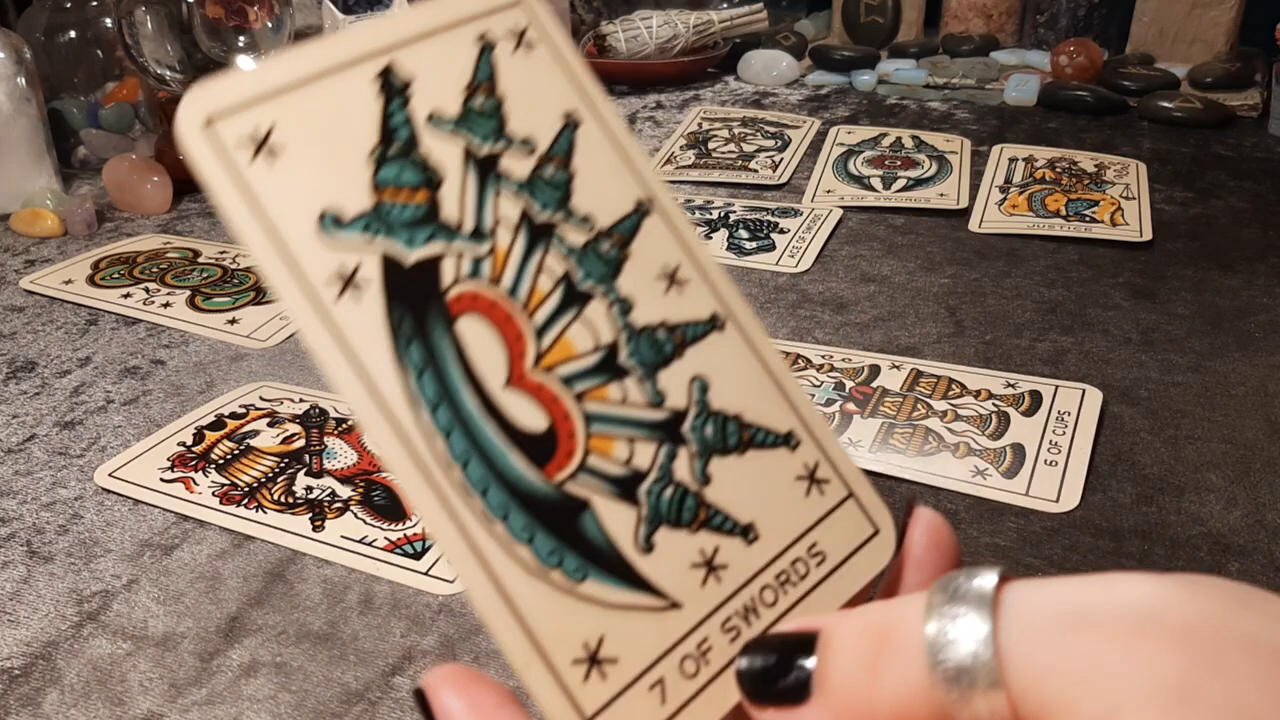 WHEEL OF FORTUNE
4 OF SWORDS
JUSTICE
ACE OF SWORDS
6 OF CUPS
7 OF SWORDS